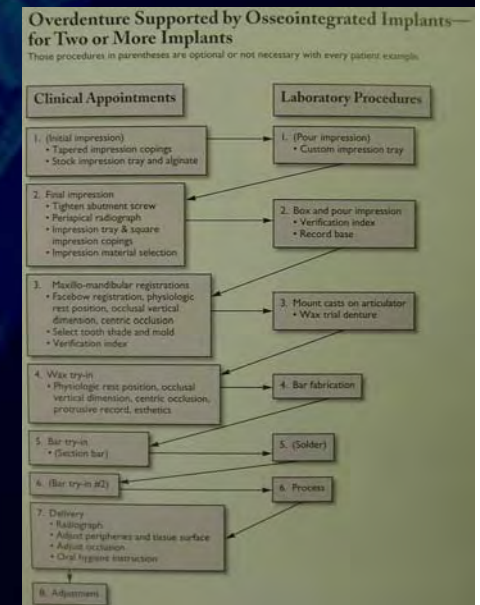 Overdenture Supported by Osseointegrated Implants—
for Two or More Implants
Those procedures in parentheses are optional or not necessary with every patient example.
Clinical Appointments
Laboratory Procedures
1. (Initial impression)
• Tapered impression copings
• Stock impression tray and alginate
1. (Pour impression)
• Custom impression tray
2. Final impression
• Tighten abutment screw
• Periapical radiograph
• Impression tray & square
impression copings
• Impression material selection
2. Box and pour impression
• Verification index
• Record base
3. Maxillo-mandibular registrations
• Facebow registration, physiologic
rest position, occlusal vertical
dimension, centric occlusion
• Select tooth shade and mold
• Verification index
3. Mount casts on articulator
• Wax trial denture
4. Wax try-in
• Physiologic rest position, occlusal
vertical dimension, centric occlusion,
protrusive record, esthetics
4. Bar fabrication
5. Bar try-in
• (Section bar)
5. (Solder)
6. (Bar try-in #2)
6. Process
7. Delivery
• Radiograph
• Adjust peripheries and tissue surface
• Adjust occlusion
• Oral hygiene instruction
8. Adjustment